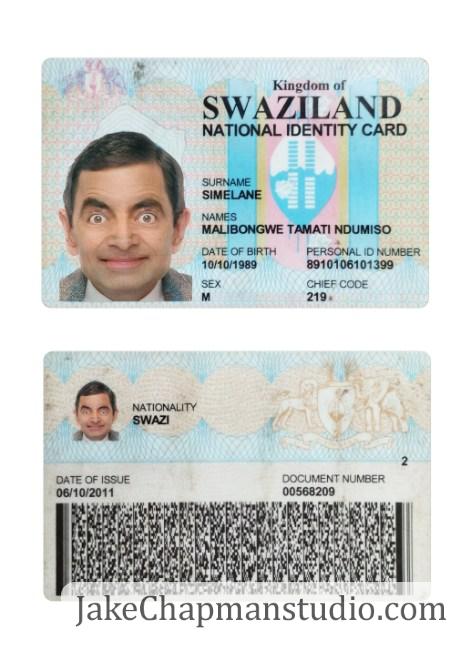 Kingdom of
SWAZILAND
NATIONAL IDENTITY CARD
SURNAME
SIMELANE
NAMES
MALIBONGWE TAMATI NDUMISO
DATE OF BIRTH PERSONAL ID NUMBER
10/10/1989 8910106101399
SEX CHIEF CODE
M 219
NATIONALITY
SWAZI
2
DATE OF ISSUE DOCUMENT NUMBER
06/10/2011 00568209
JakeChapmanstudio.com